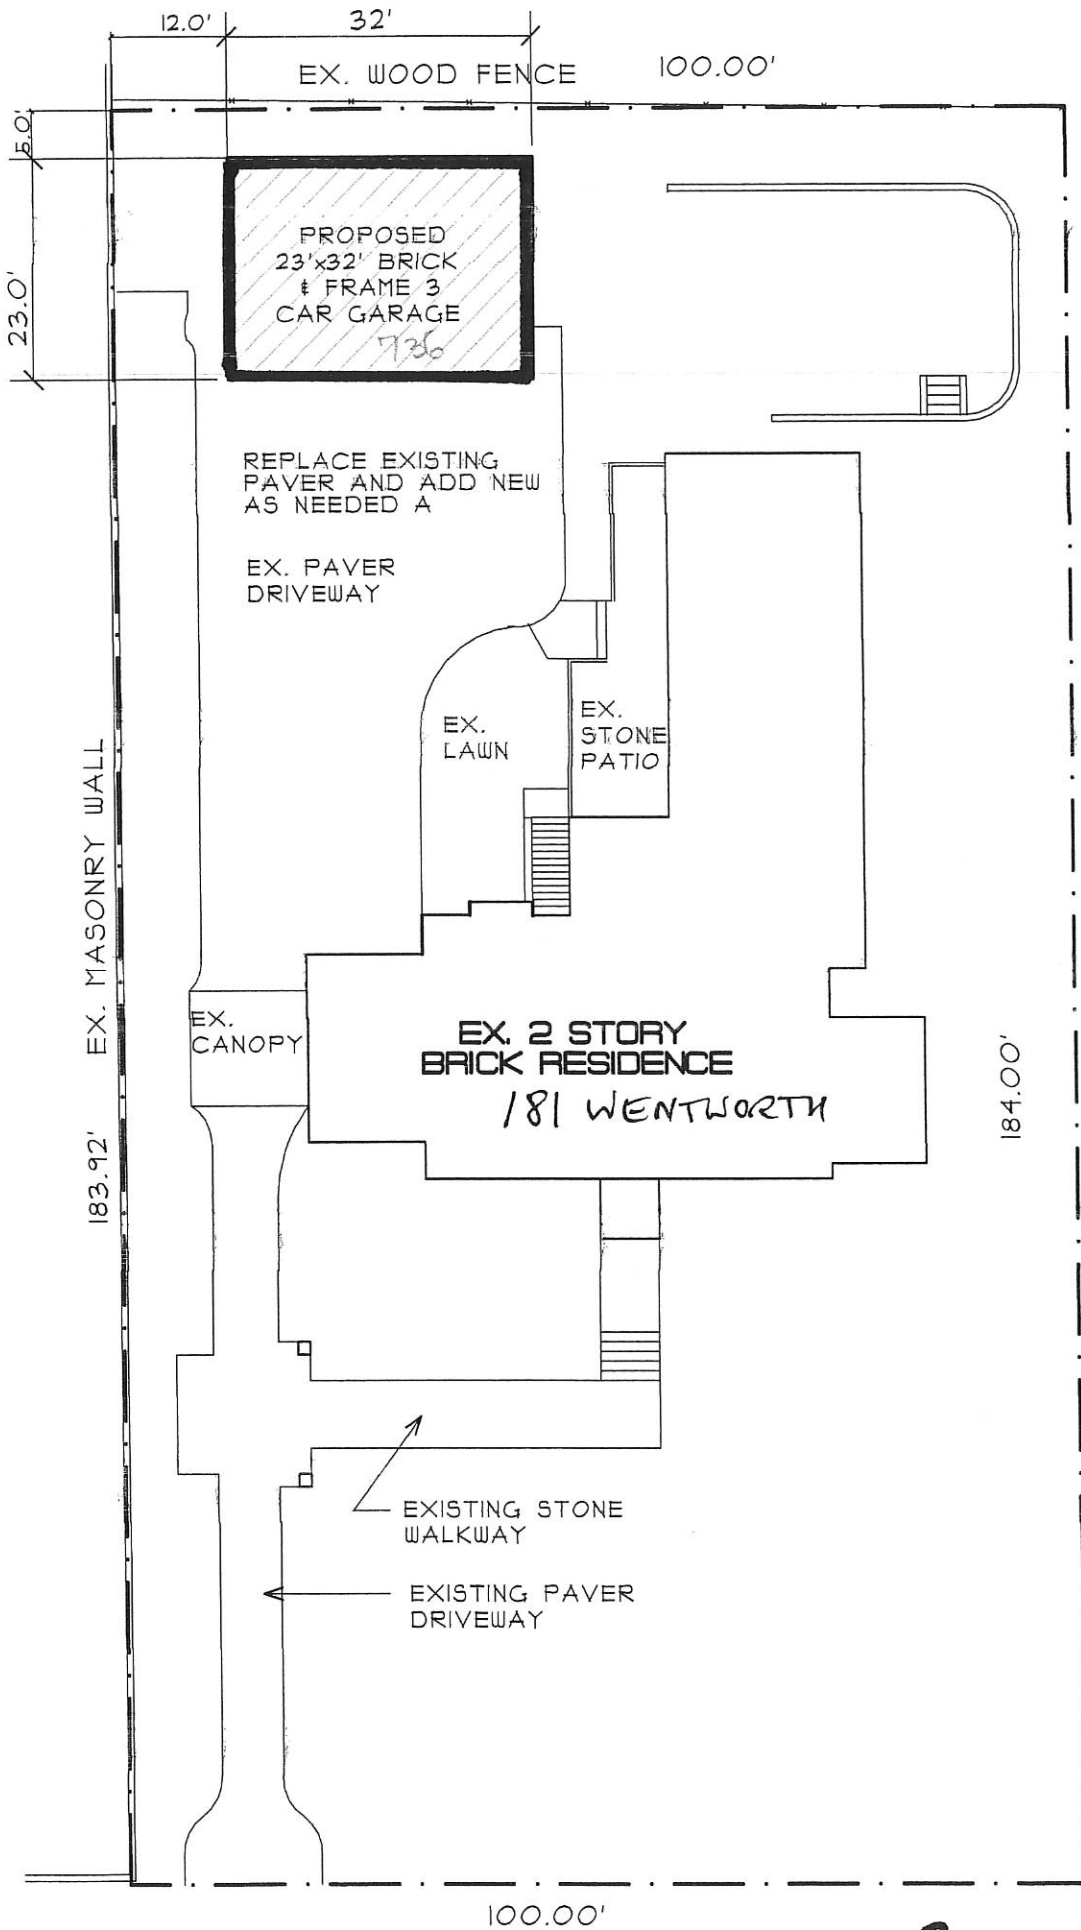 12.0'
32'
EX. WOOD FENCE
100.00'
5.0'
23.0'
PROPOSED
23'x32' BRICK
& FRAME 3
CAR GARAGE
736
REPLACE EXISTING
PAVER AND ADD NEW
AS NEEDED A
EX. PAVER
DRIVEWAY
EX.
LAWN
EX.
STONE
PATIO
EX. MASONRY WALL
183.92'
EX.
CANOPY
EX. 2 STORY
BRICK RESIDENCE
181 WENTWORTH
184.00'
EXISTING STONE
WALKWAY
EXISTING PAVER
DRIVEWAY
100.00'